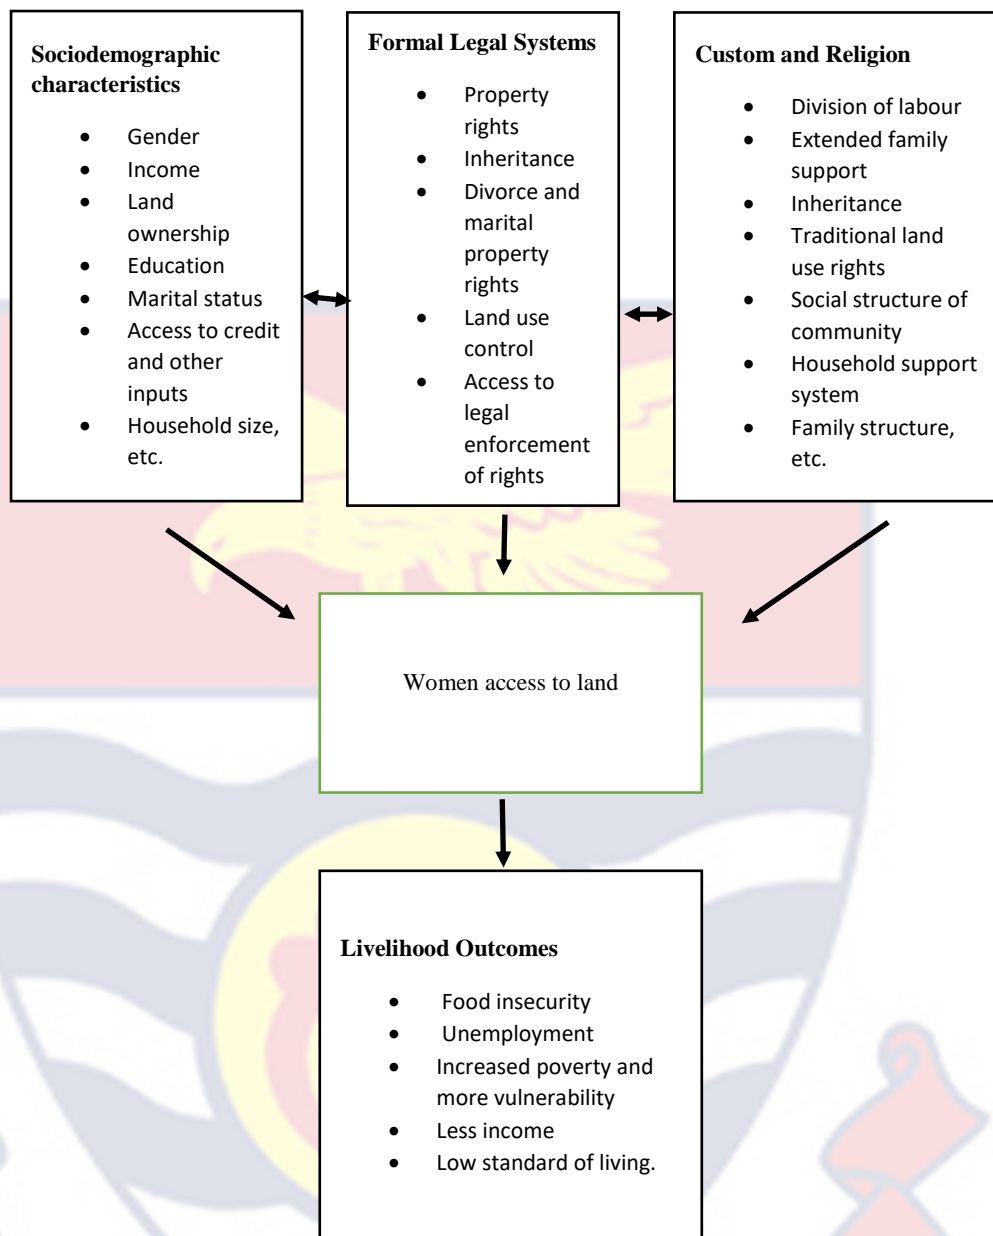 Sociodemographic
characteristics
• Gender
• Income
• Land
ownership
• Education
• Marital status
• Access to credit
and other
inputs
• Household size,
etc.
Formal Legal Systems
• Property
rights
• Inheritance
• Divorce and
marital
property
rights
• Land use
control
• Access to
legal
enforcement
of rights
Custom and Religion
• Division of labour
• Extended family
support
• Inheritance
• Traditional land
use rights
• Social structure of
community
• Household support
system
• Family structure,
etc.
Women access to land
Livelihood Outcomes
• Food insecurity
• Unemployment
• Increased poverty and
more vulnerability
• Less income
• Low standard of living.